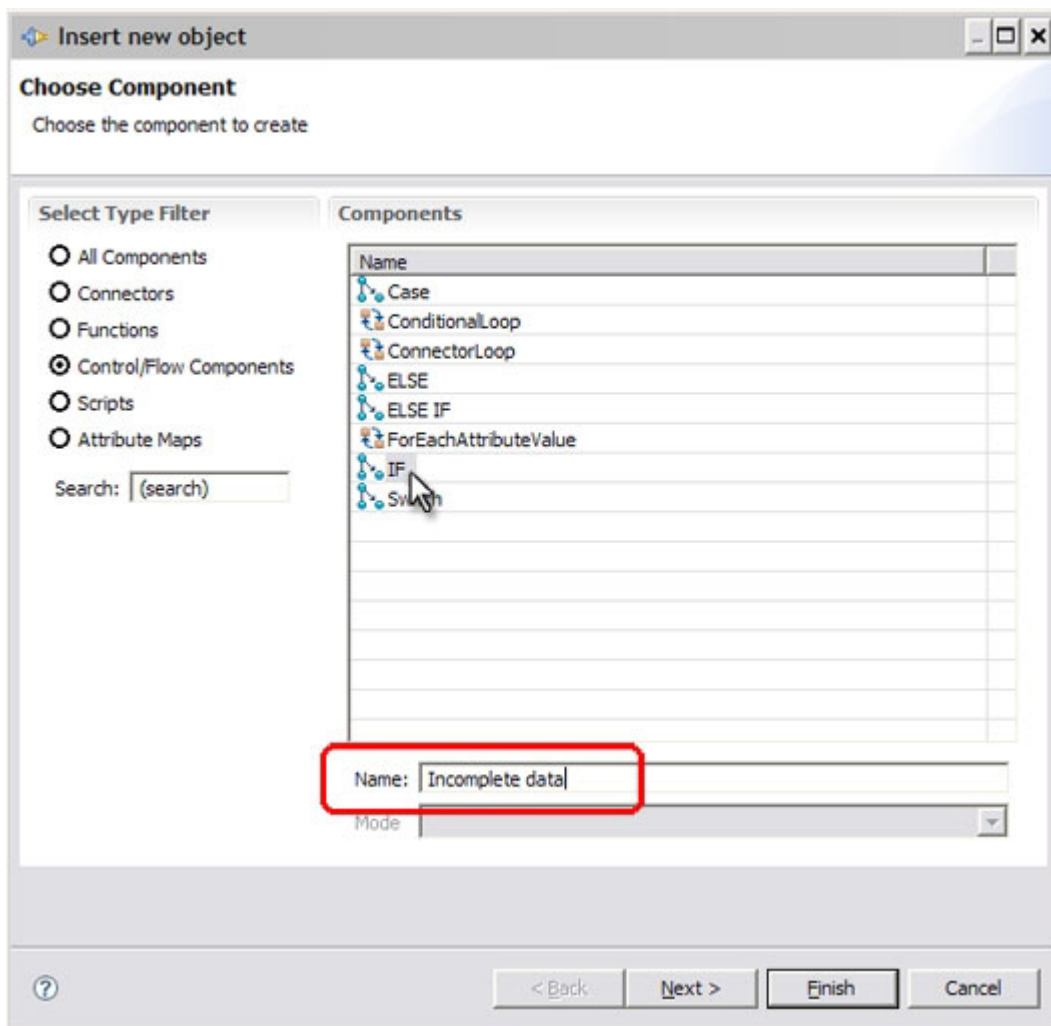 Insert new object
Choose Component
Choose the component to create
Select Type Filter
All Components
Connectors
Functions
Control/Flow Components
Scripts
Attribute Maps
Search: (search)
Components
Name
Case
ConditionalLoop
ConnectorLoop
ELSE
ELSE IF
ForEachAttributeValue
IF
Name: Incomplete data
Mode
< Back
Next >
Finish
Cancel